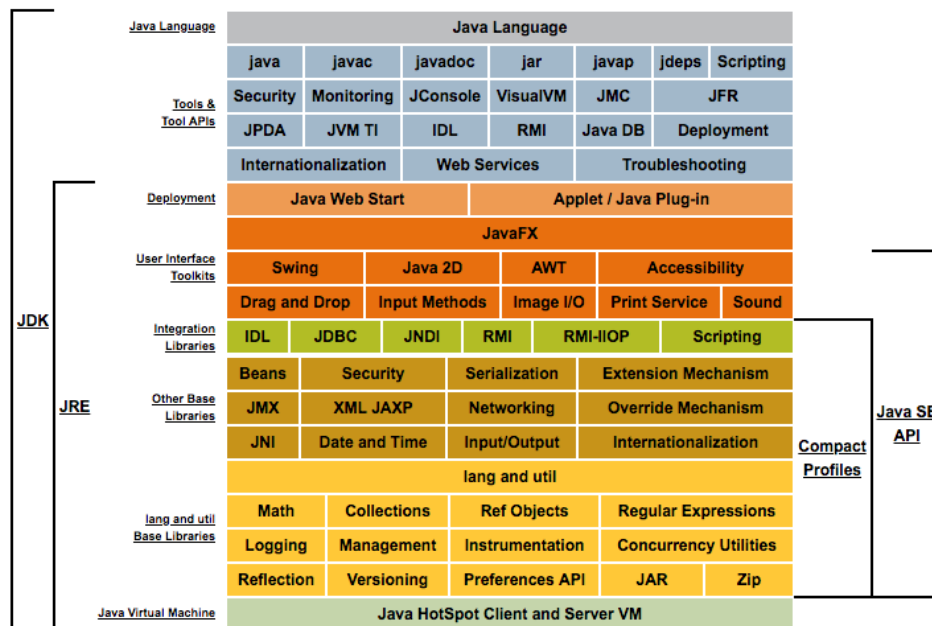 Java Language Java Language
java javac javadoc jar javap jdeps Scripting
Tools & Tool APIs
Security Monitoring JConsole VisualVM JMC JFR
JPDA JVM TI IDL RMI Java DB Deployment
Internationalization Web Services Troubleshooting
Deployment Java Web Start Applet / Java Plug-in
JavaFX
User Interface Toolkits
Swing Java 2D AWT Accessibility
Drag and Drop Input Methods Image I/O Print Service Sound
JDK
Integration Libraries
IDL JDBC JNDI RMI RMI-IIOP Scripting
JRE
Beans Security Serialization Extension Mechanism
Other Base Libraries
JMX XML JAXP Networking Override Mechanism
Java SE API
JNI Date and Time Input/Output Internationalization
Compact Profiles
lang and util
Math Collections Ref Objects Regular Expressions
lang and util Base Libraries
Logging Management Instrumentation Concurrency Utilities
Reflection Versioning Preferences API JAR Zip
Java Virtual Machine Java HotSpot Client and Server VM